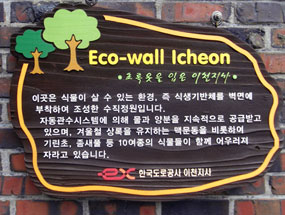 Eco-wall Icheon
초록옷을 입은 이천지사
이곳은 식물이 살 수 있는 환경, 즉 식생기반체를 벽면에
부착하여 조성한 수직정원입니다.
자동관수시스템에 의해 물과 양분을 지속적으로 공급받고
있으며, 겨울철 상록을 유지하는 맥문동을 비롯하여
기린초, 좀새풀 등 10여종의 식물들이 함께 어우러져
자라고 있습니다.
ex 한국도로공사 이천지사